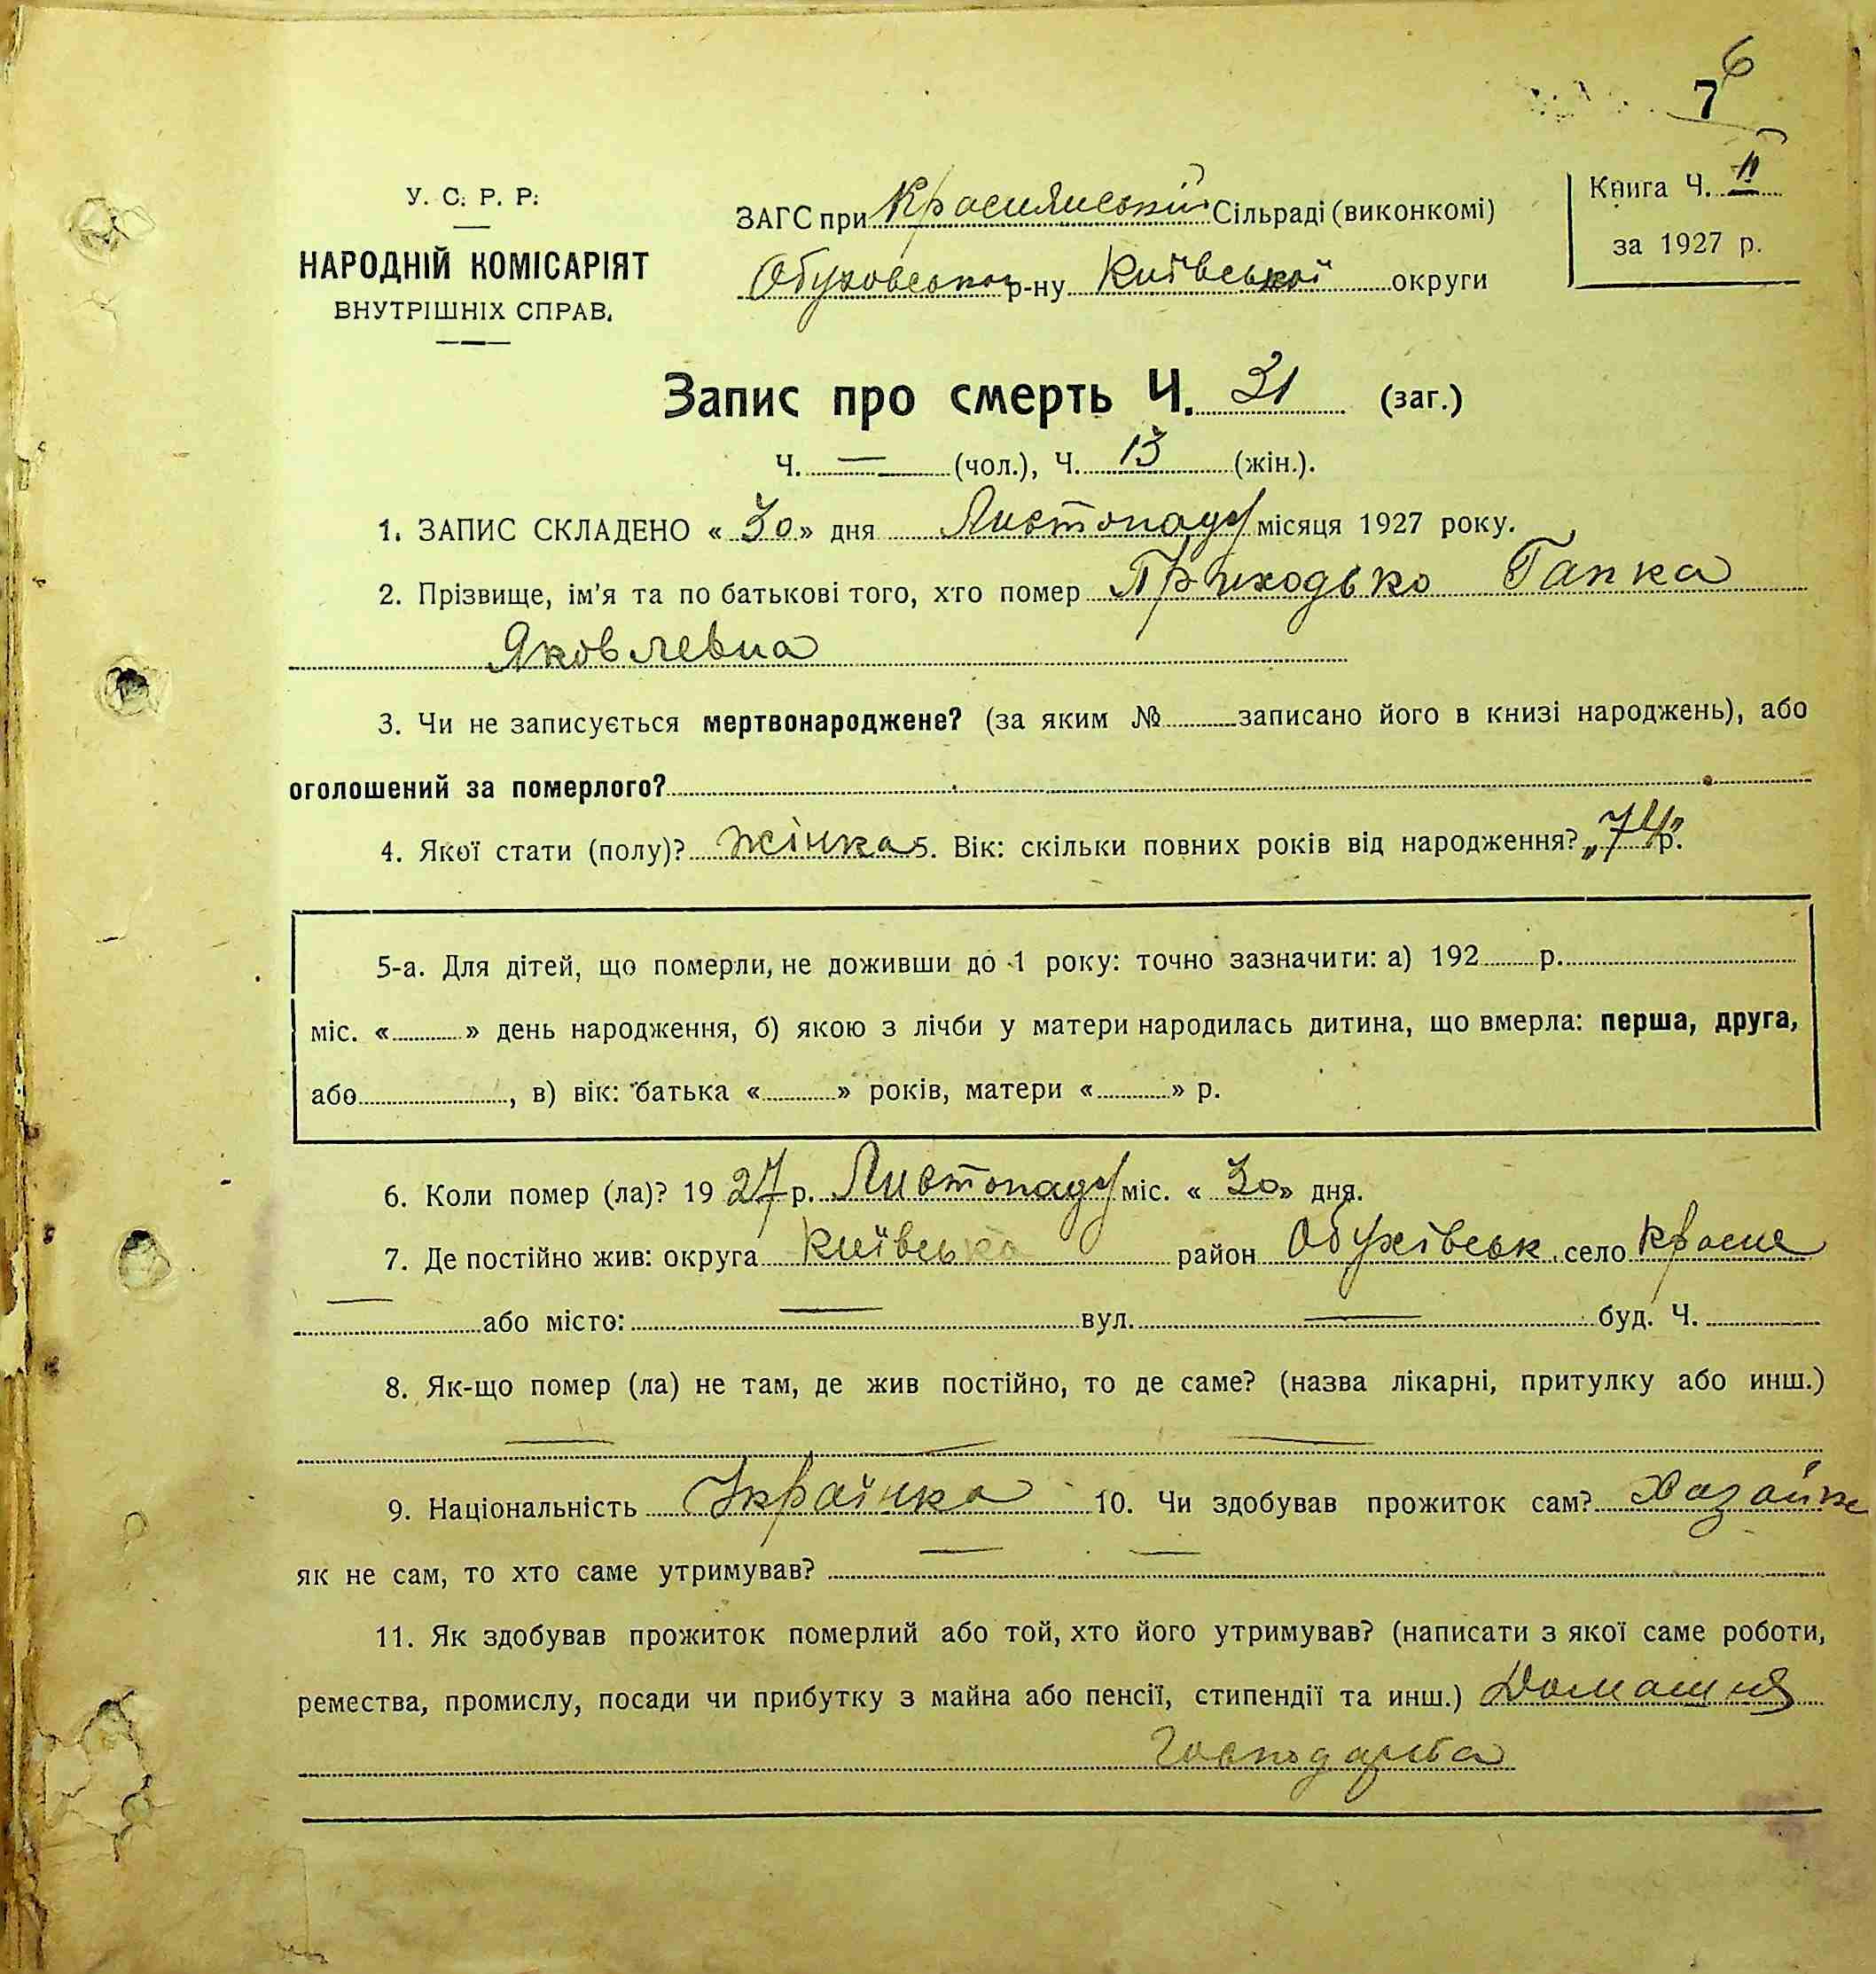 6
7
У. С. Р. Р.
НАРОДНІЙ КОМІСАРІЯТ
ВНУТРІШНІХ СПРАВ.
ЗАГС при Краснянській Сільраді (виконкомі)
Обуховського р-ну Київської округи
Книга Ч. II
за 1927 р.
Запис про смерть Ч. 31 (заг.)
Ч. — (чол.), Ч. 13 (жін.).
1. ЗАПИС СКЛАДЕНО « 30 » дня Листопаду місяця 1927 року.
2. Прізвище, ім'я та по батькові того, хто помер Приходько Гапка
Яковлевна
3. Чи не записується мертвонароджене? (за яким № записано його в книзі народжень), або
оголошений за померлого?
4. Якої стати (полу)? жінка 5. Вік: скільки повних років від народження? „74" р.
5-а. Для дітей, що померли, не доживши до 1 року: точно зазначити: а) 192 р.
міс. « » день народження, б) якою з лічби у матери народилась дитина, що вмерла: перша, друга,
або , в) вік: батька « » років, матери « » р.
6. Коли помер (ла)? 19 27 р. Листопаду міс. « 30 » дня.
7. Де постійно жив: округа Київська район Обухівськ. село Красне
— або місто: — вул. — буд. Ч.
8. Як-що помер (ла) не там, де жив постійно, то де саме? (назва лікарні, притулку або инш.)
— — —
9. Національність Українка 10. Чи здобував прожиток сам? Хазяйка
як не сам, то хто саме утримував? — —
11. Як здобував прожиток померлий або той, хто його утримував? (написати з якої саме роботи,
ремества, промислу, посади чи прибутку з майна або пенсії, стипендії та инш.) Домашня
Господарка